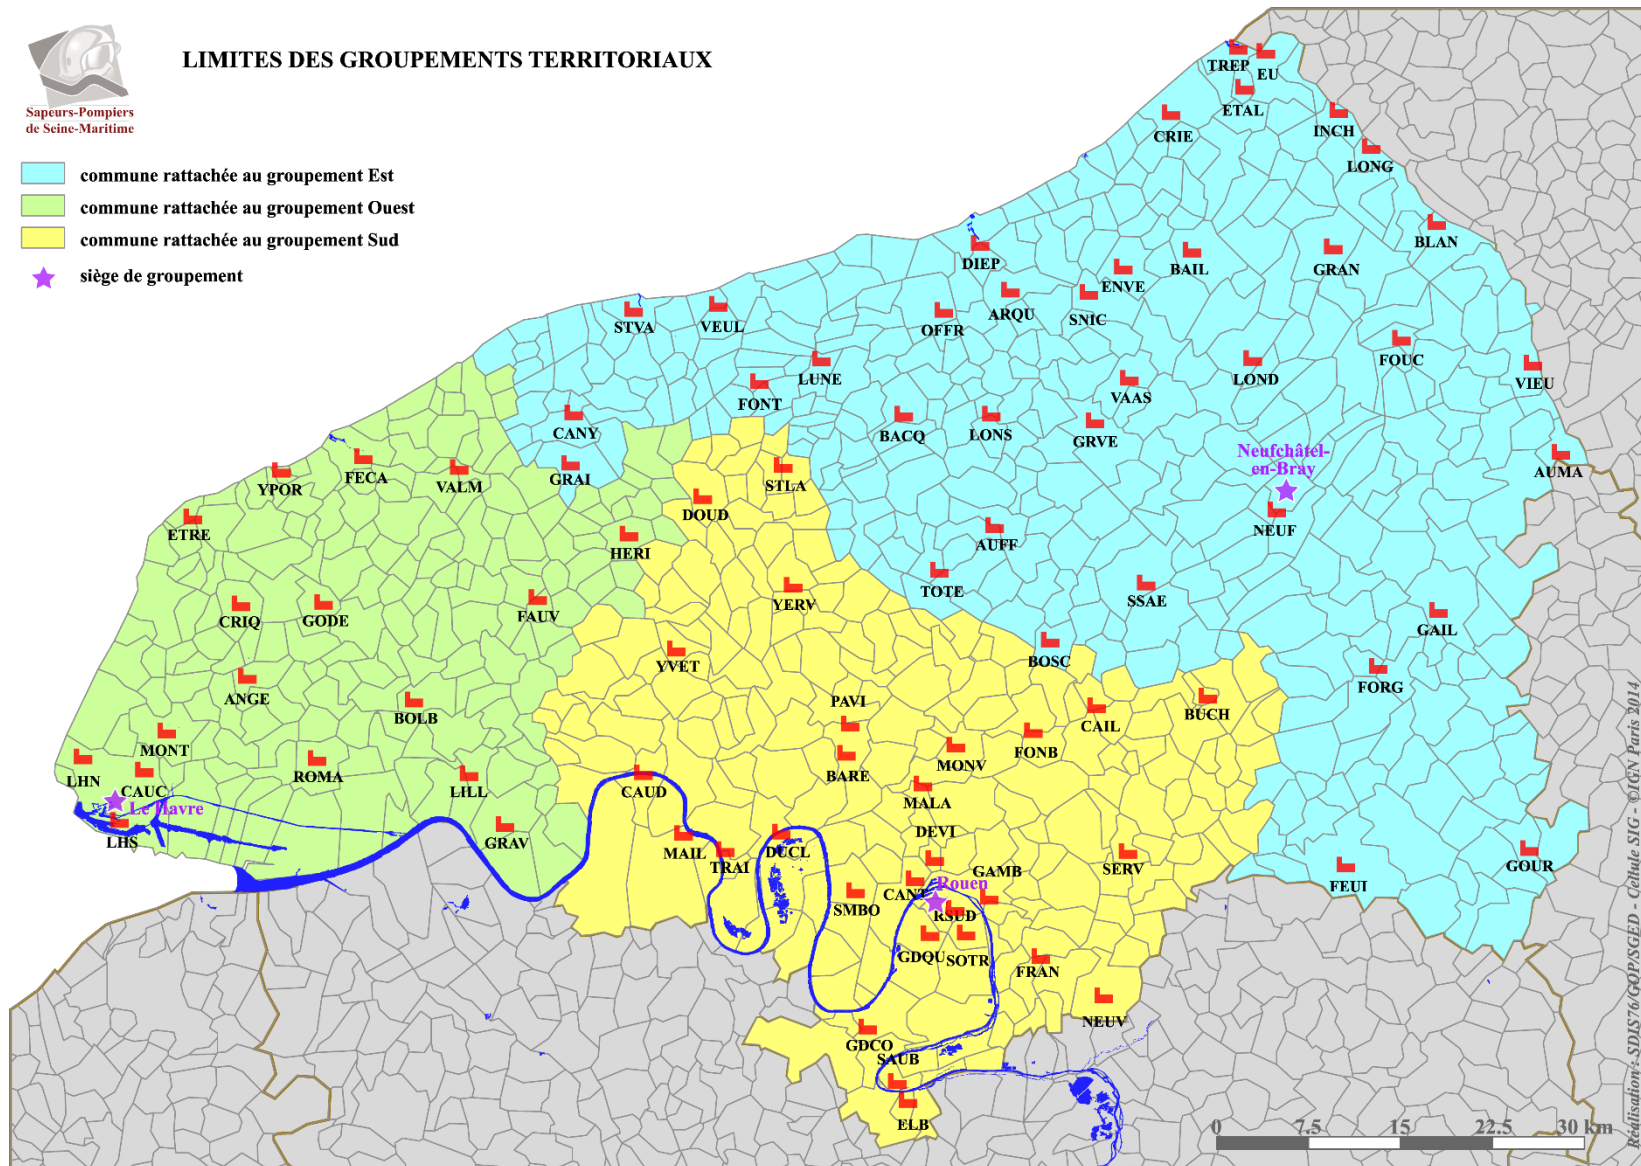 LIMITES DES GROUPEMENTS TERRITORIAUX
Sapeurs-Pompiers
de Seine-Maritime
commune rattachée au groupement Est
commune rattachée au groupement Ouest
commune rattachée au groupement Sud
siège de groupement
TREP
EU
ETAL
CRIE
INCH
LONG
BLAN
DIEP
BAIL
GRAN
ENVE
ARQU
SNIC
STVA
VEUL
OFFR
FOUC
LUNE
LOND
VIEU
FONT
VAAS
CANY
BACQ
LONS
GRVE
Neufchâtel-
en-Bray
AUMA
YPOR
FECA
VALM
GRAI
STLA
DOUD
ETRE
NEUF
HERI
AUFF
TOTE
YERV
SSAE
CRIQ
GODE
FAUV
GAIL
YVET
BOSC
FORG
ANGE
PAVI
BOLB
CAIL
BUCH
MONT
FONB
LHN
CAUC
ROMA
LILL
CAUD
BARE
MONV
MALA
Le Havre
LHS
GRAV
DEVI
MAIL
TRAI
DUCL
GAMB
SERV
GOUR
FEUI
CANT
Rouen
SMBO
RSUD
GDQU
SOTR
FRAN
NEUV
GDCO
SAUB
ELB
0 7.5 15 22.5 30 km
Réalisation : SDIS76/GOP/SGED - Cellule SIG - ©IGN Paris 2014